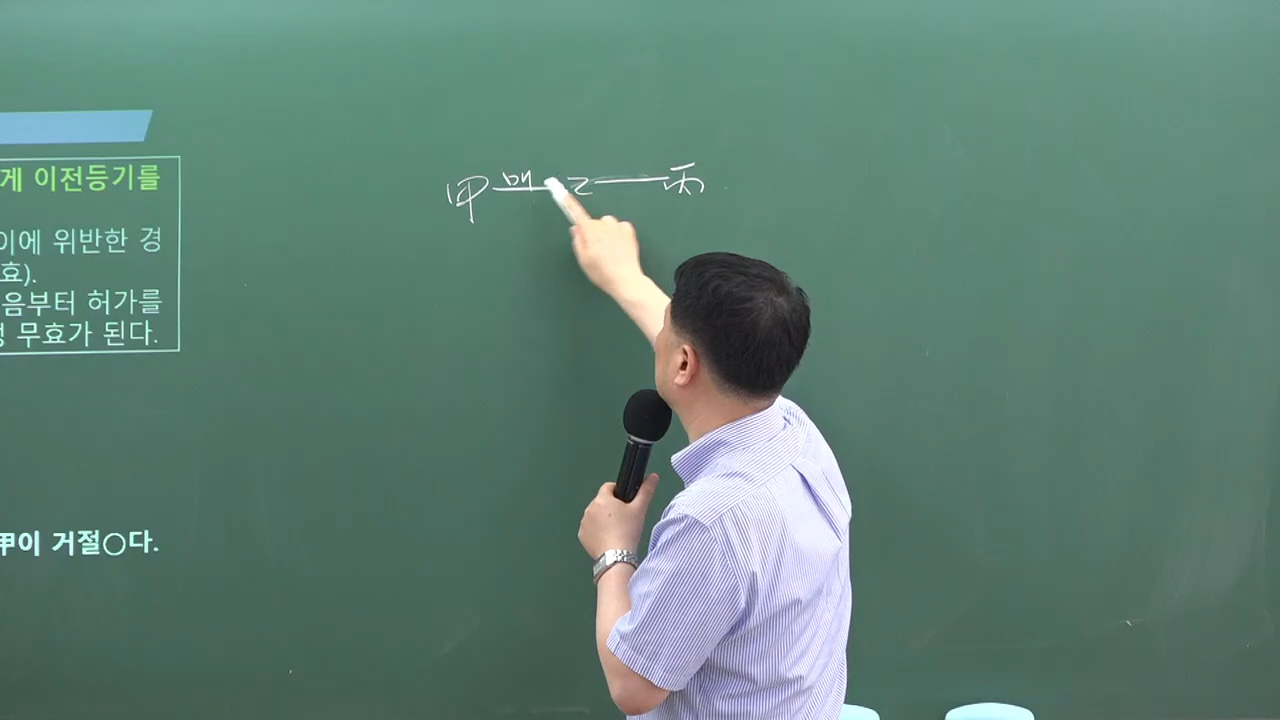 게 이전등기를
이에 위반한 경
효).
음부터 허가를
무효가 된다.
甲이 거절○다.
甲 매 乙 丙